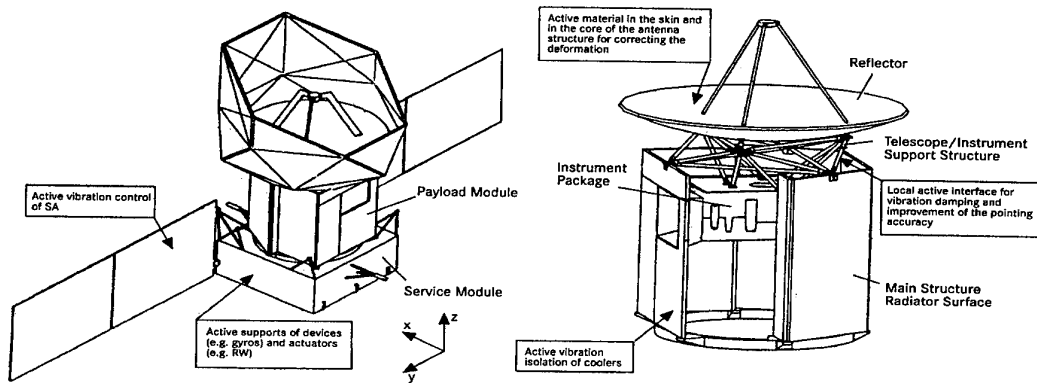 Active material in the skin and
in the core of the antenna
structure for correcting the
deformation
Reflector
Telescope/Instrument
Support Structure
Instrument
Package
Payload Module
Active vibration control
of SA
Local active interface for
vibration damping and
improvement of the pointing
accuracy
Service Module
Main Structure
Radiator Surface
Active supports of devices
(e.g. gyros) and actuators
(e.g. RW)
x
z
y
Active vibration
isolation of coolers